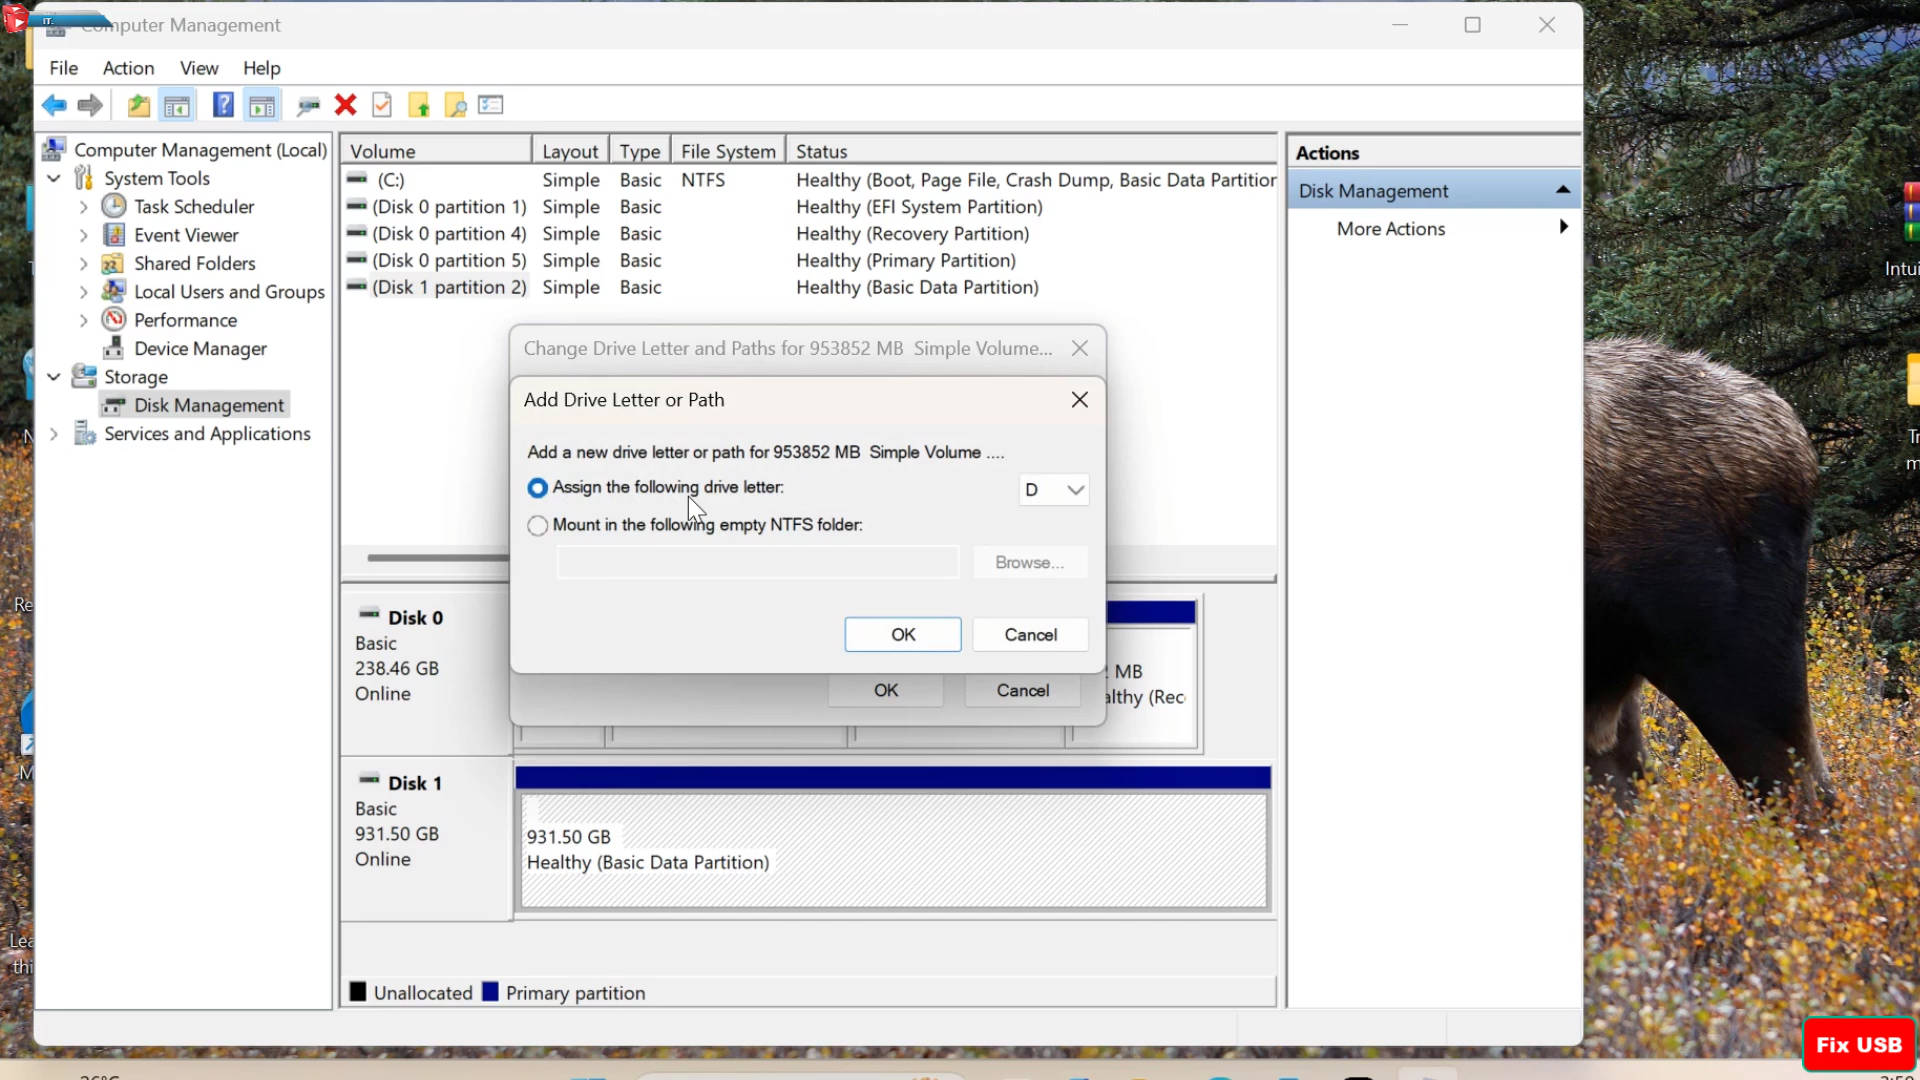 IT.
Computer Management
File Action View Help
Computer Management (Local)
System Tools
Task Scheduler
Event Viewer
Shared Folders
Local Users and Groups
Performance
Device Manager
Storage
Disk Management
Services and Applications
Volume Layout Type File System Status
(C:) Simple Basic NTFS Healthy (Boot, Page File, Crash Dump, Basic Data Partition
(Disk 0 partition 1) Simple Basic Healthy (EFI System Partition)
(Disk 0 partition 4) Simple Basic Healthy (Recovery Partition)
(Disk 0 partition 5) Simple Basic Healthy (Primary Partition)
(Disk 1 partition 2) Simple Basic Healthy (Basic Data Partition)
Change Drive Letter and Paths for 953852 MB Simple Volume...
Add Drive Letter or Path
Add a new drive letter or path for 953852 MB Simple Volume ....
Assign the following drive letter: D
Mount in the following empty NTFS folder:
Browse...
OK Cancel
OK Cancel
Disk 0
Basic
238.46 GB
Online
MB
althy (Rec
Disk 1
Basic
931.50 GB
Online
931.50 GB
Healthy (Basic Data Partition)
Unallocated Primary partition
Actions
Disk Management
More Actions
Intui
Re
Lea
thi
Fix USB